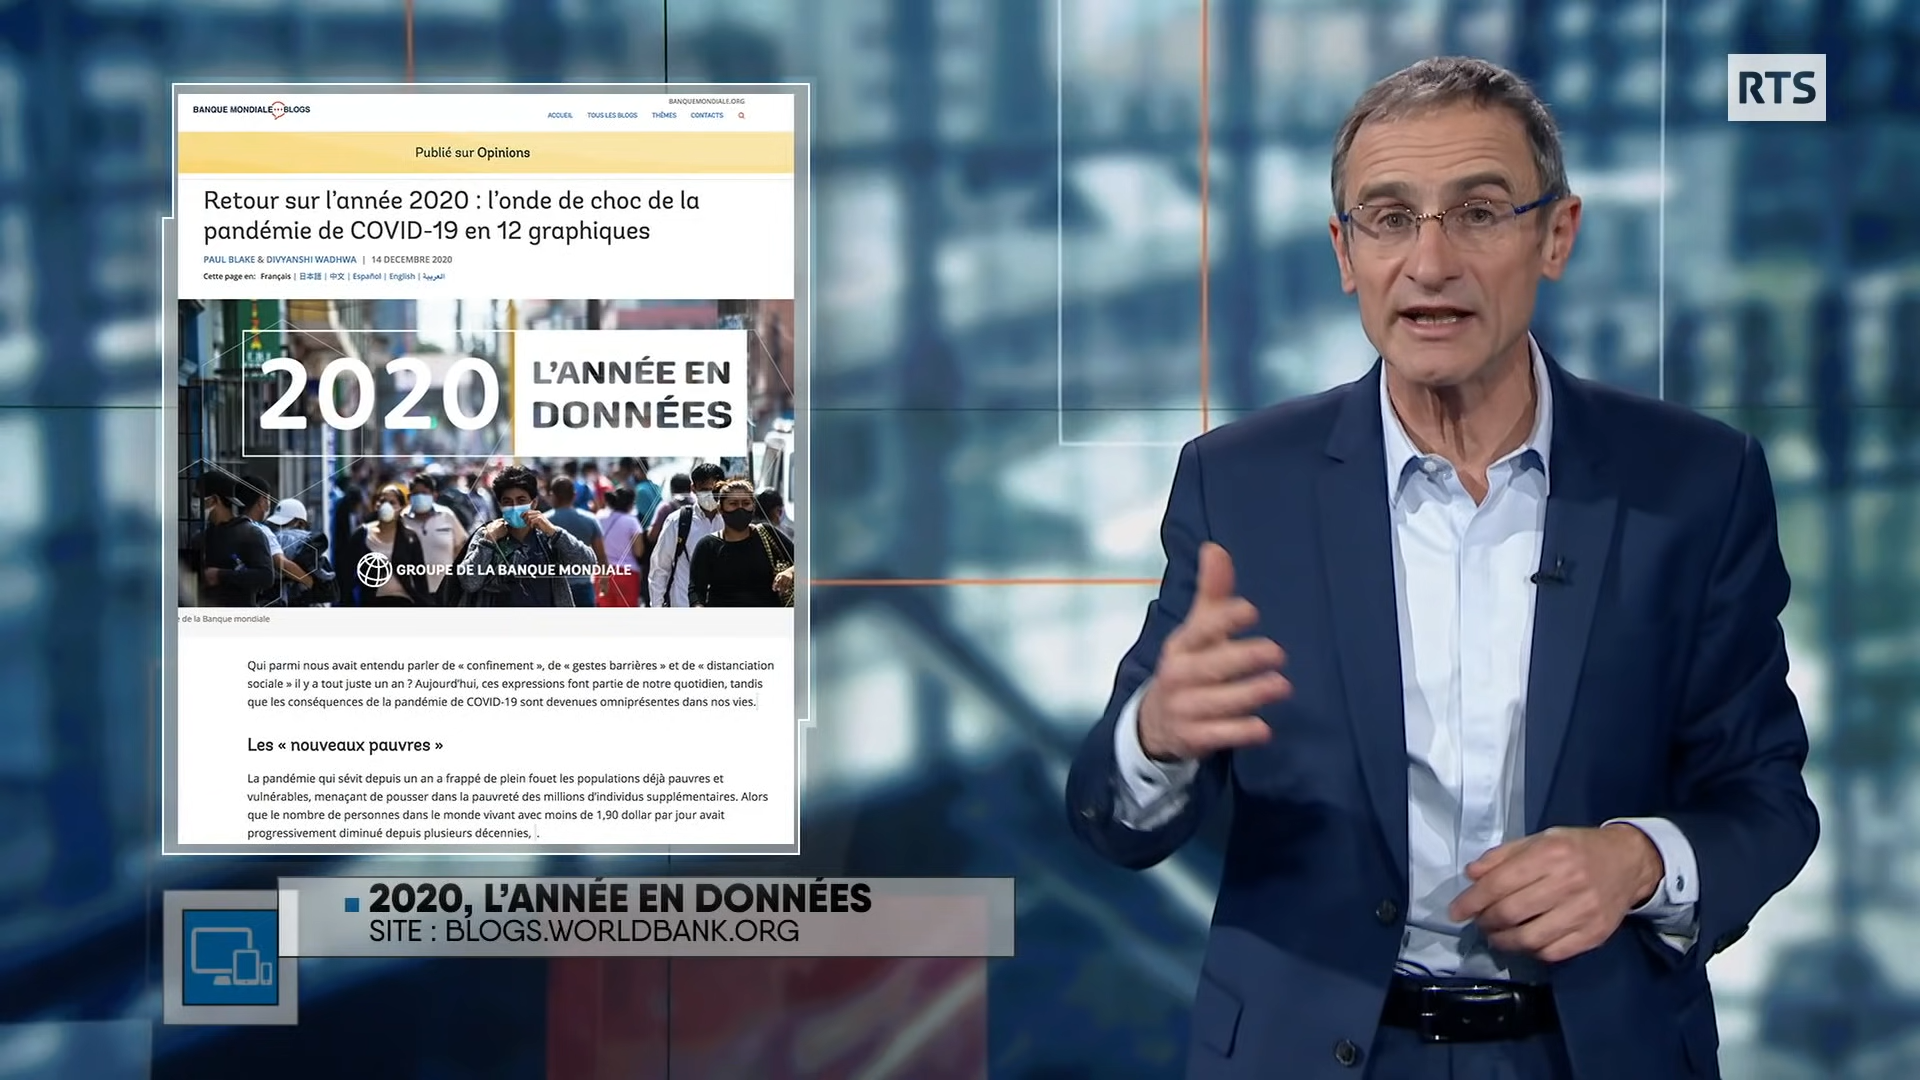 RTS
BANQUE MONDIALE BLOGS
BANQUEMONDIALE.ORG
ACCUEIL TOUS LES BLOGS THÈMES CONTACTS
Publié sur Opinions
Retour sur l'année 2020 : l'onde de choc de la
pandémie de COVID-19 en 12 graphiques
PAUL BLAKE & DIVYANSHI WADHWA | 14 DECEMBRE 2020
Cette page en: Français | 日本語 | 中文 | Español | English | العربية
2020
L'ANNÉE EN
DONNÉES
GROUPE DE LA BANQUE MONDIALE
de la Banque mondiale
Qui parmi nous avait entendu parler de « confinement », de « gestes barrières » et de « distanciation
sociale » il y a tout juste un an ? Aujourd'hui, ces expressions font partie de notre quotidien, tandis
que les conséquences de la pandémie de COVID-19 sont devenues omniprésentes dans nos vies.
Les « nouveaux pauvres »
La pandémie qui sévit depuis un an a frappé de plein fouet les populations déjà pauvres et
vulnérables, menaçant de pousser dans la pauvreté des millions d'individus supplémentaires. Alors
que le nombre de personnes dans le monde vivant avec moins de 1,90 dollar par jour avait
progressivement diminué depuis plusieurs décennies, .
2020, L'ANNÉE EN DONNÉES
SITE : BLOGS.WORLDBANK.ORG